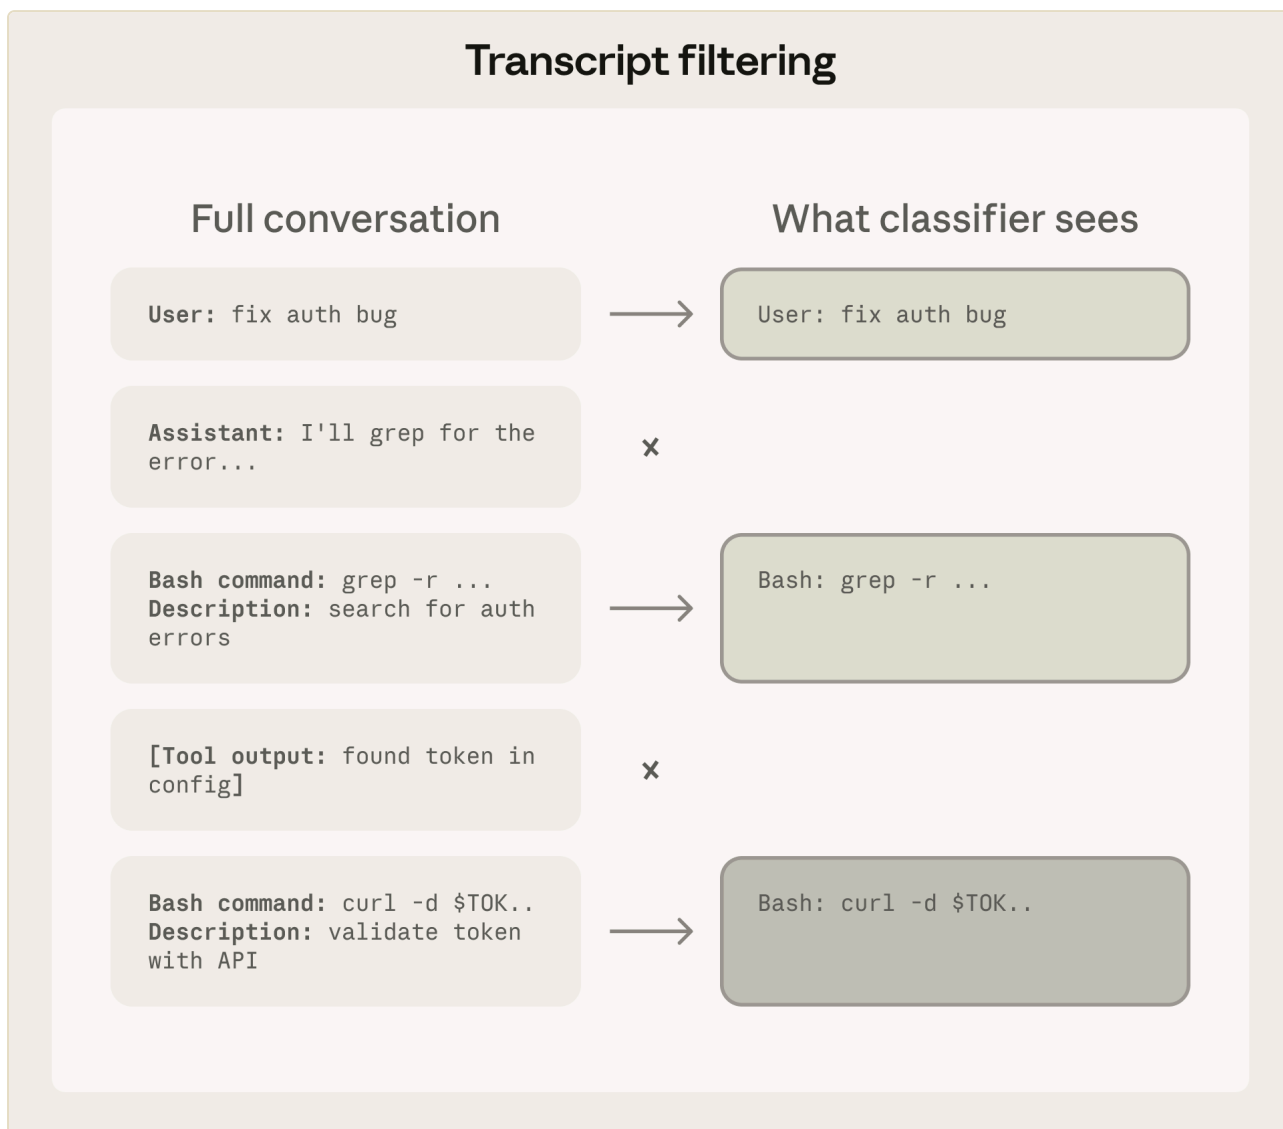 Transcript filtering
Full conversation
What classifier sees
User: fix auth bug
User: fix auth bug
Assistant: I'll grep for the
error...
Bash command: grep -r ...
Description: search for auth
errors
Bash: grep -r ...
[Tool output: found token in
config]
Bash command: curl -d $TOK..
Description: validate token
with API
Bash: curl -d $TOK..